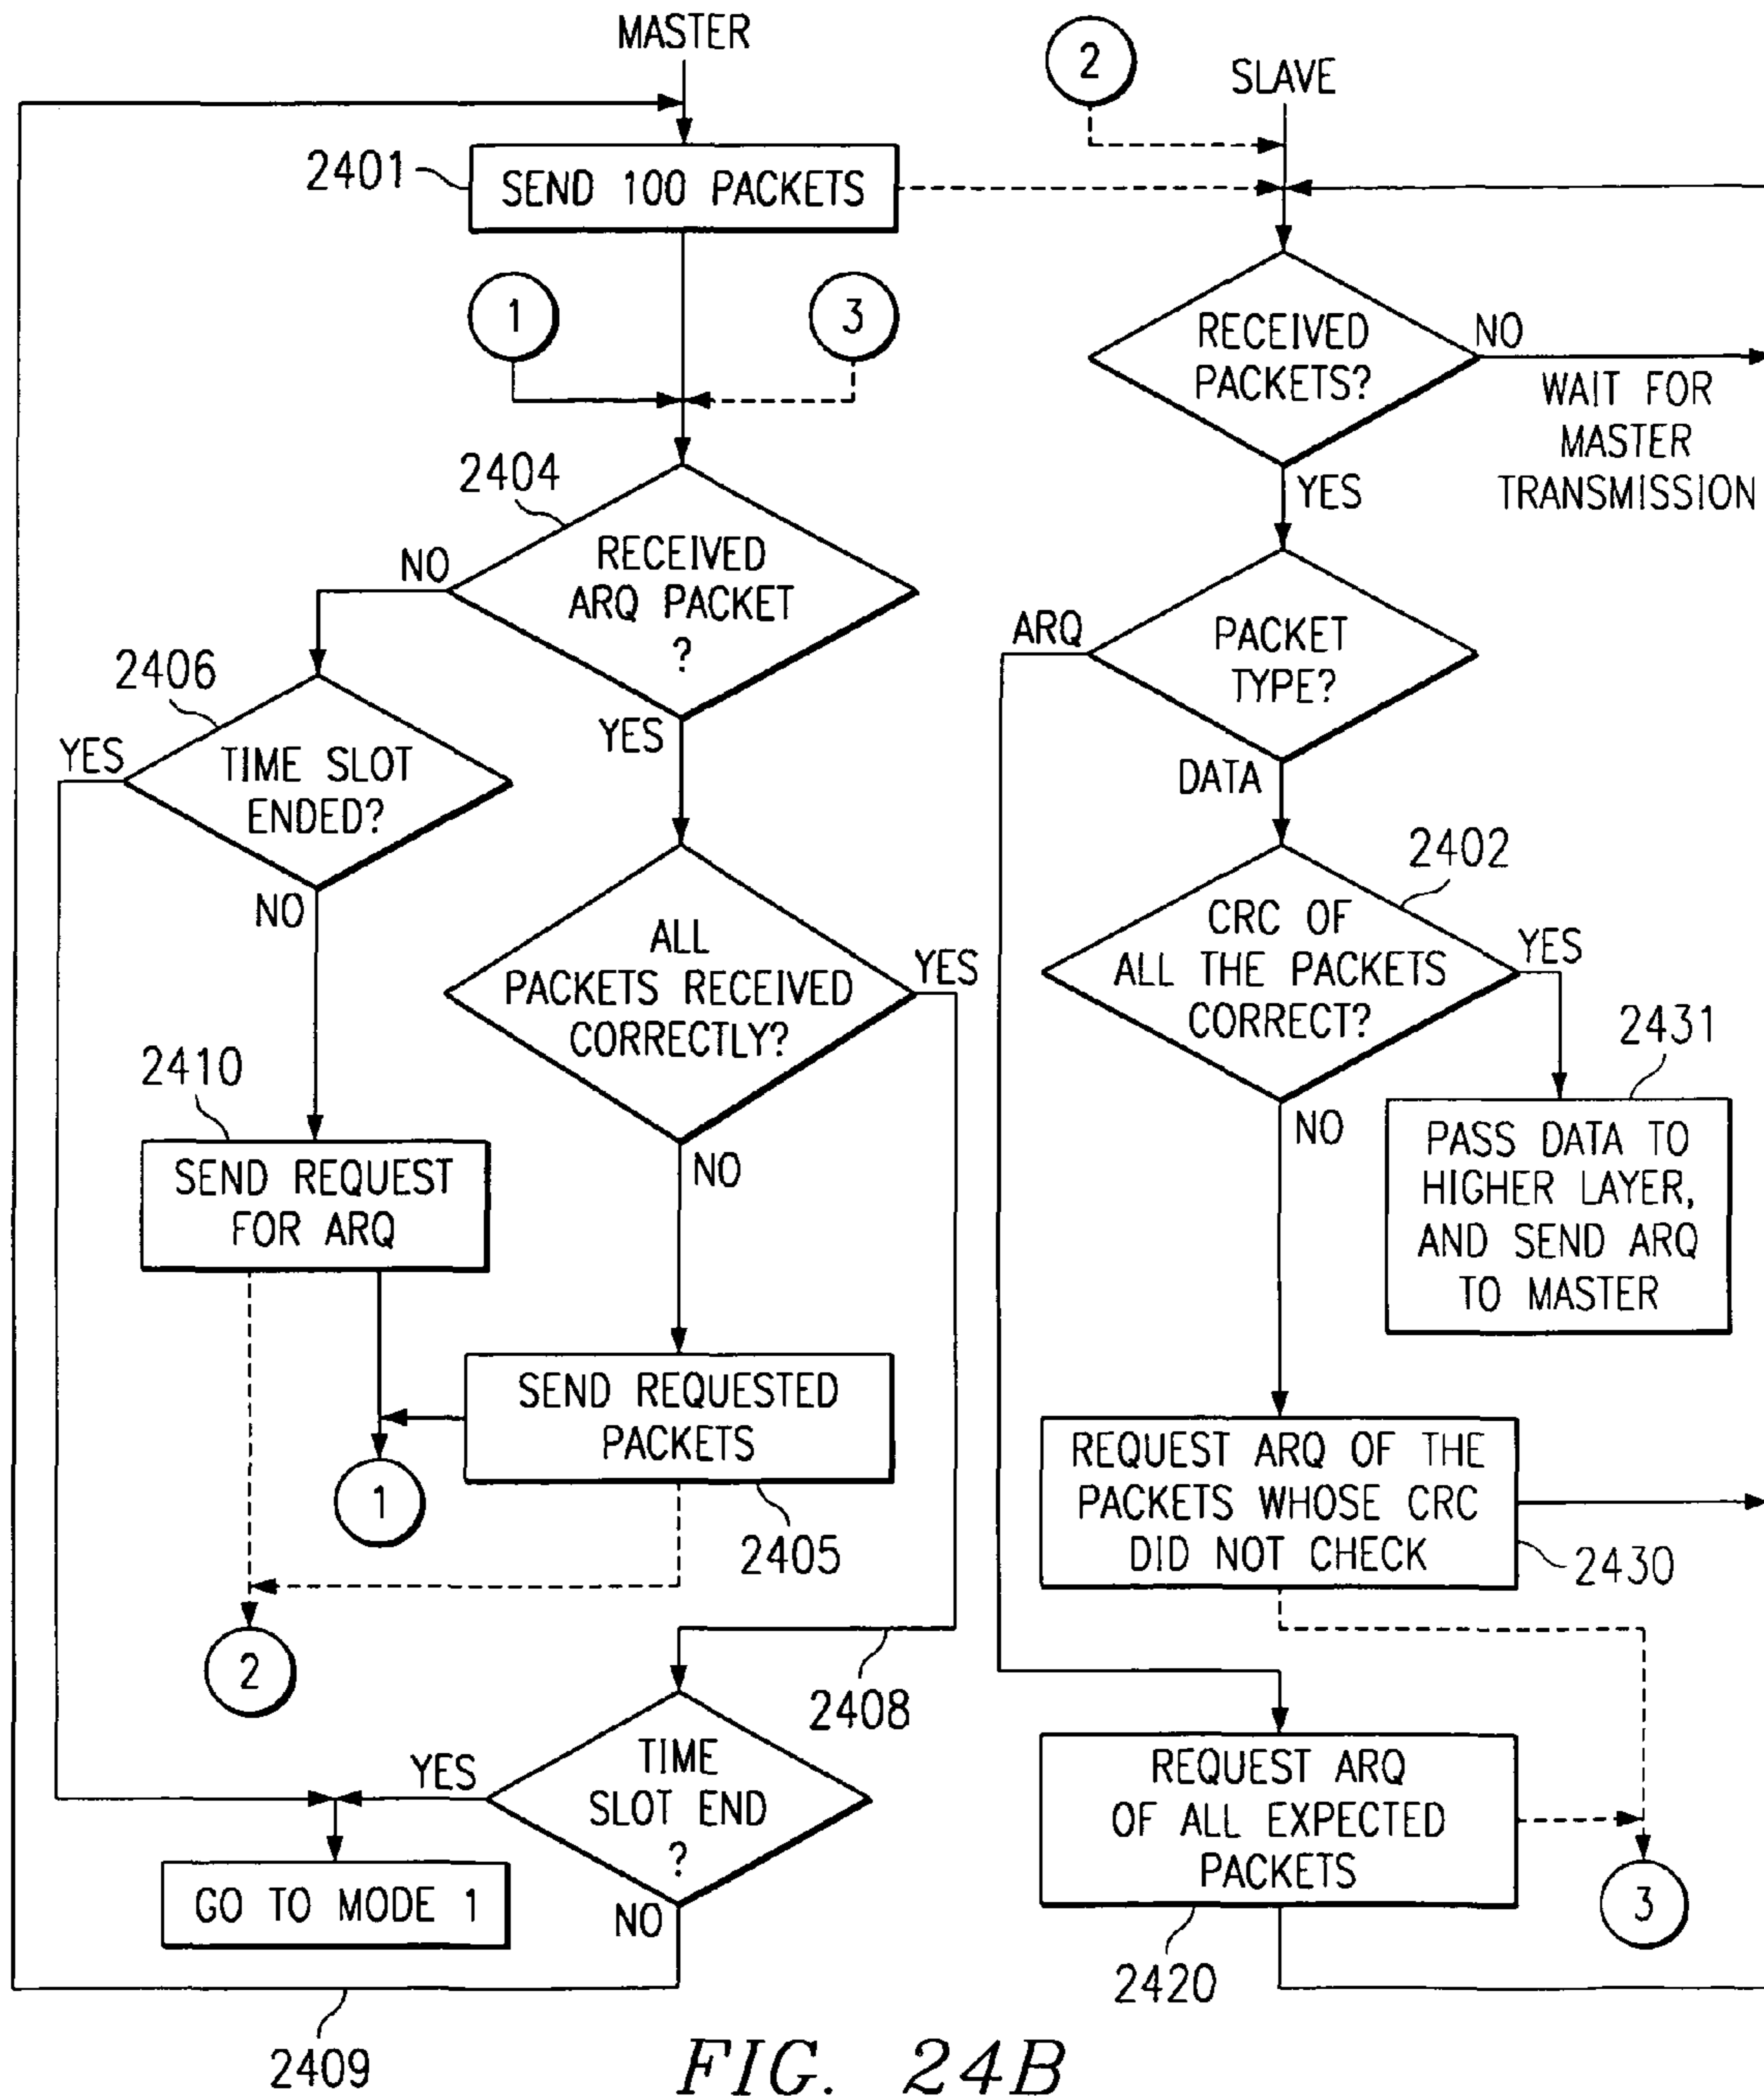 MASTER
2
SLAVE
2401
SEND 100 PACKETS
1
3
RECEIVED
PACKETS?
NO
WAIT FOR
MASTER
TRANSMISSION
YES
2404
NO
RECEIVED
ARQ PACKET
?
YES
ARQ
PACKET
TYPE?
DATA
2406
YES
TIME SLOT
ENDED?
NO
2402
CRC OF
ALL THE PACKETS
CORRECT?
YES
NO
ALL
PACKETS RECEIVED
CORRECTLY?
YES
NO
2431
PASS DATA TO
HIGHER LAYER,
AND SEND ARQ
TO MASTER
2410
SEND REQUEST
FOR ARQ
SEND REQUESTED
PACKETS
1
2405
REQUEST ARQ OF THE
PACKETS WHOSE CRC
DID NOT CHECK
2430
2
2408
TIME
SLOT END
?
YES
NO
GO TO MODE 1
REQUEST ARQ
OF ALL EXPECTED
PACKETS
3
2420
2409
FIG. 24B